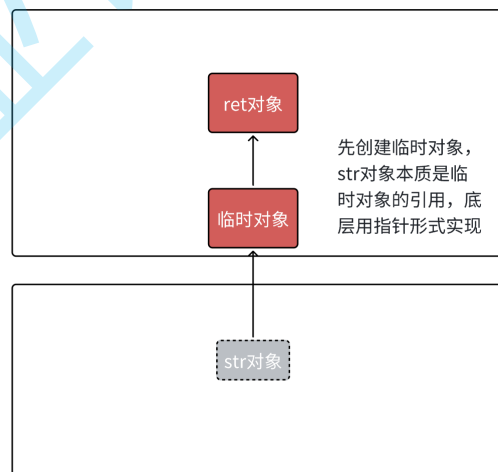 ret对象
先创建临时对象，
str对象本质是临
时对象的引用，底
层用指针形式实现
临时对象
str对象